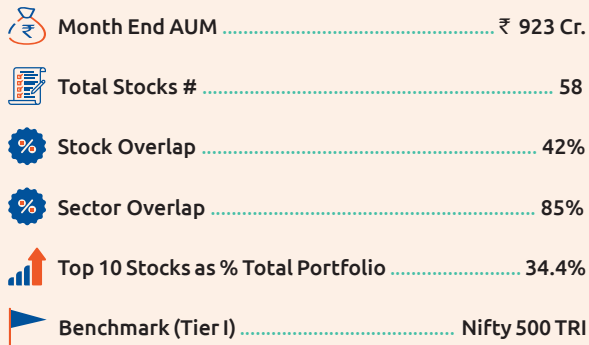 Month End AUM ₹ 923 Cr.
Total Stocks # 58
% Stock Overlap 42%
% Sector Overlap 85%
Top 10 Stocks as % Total Portfolio 34.4%
Benchmark (Tier I) Nifty 500 TRI